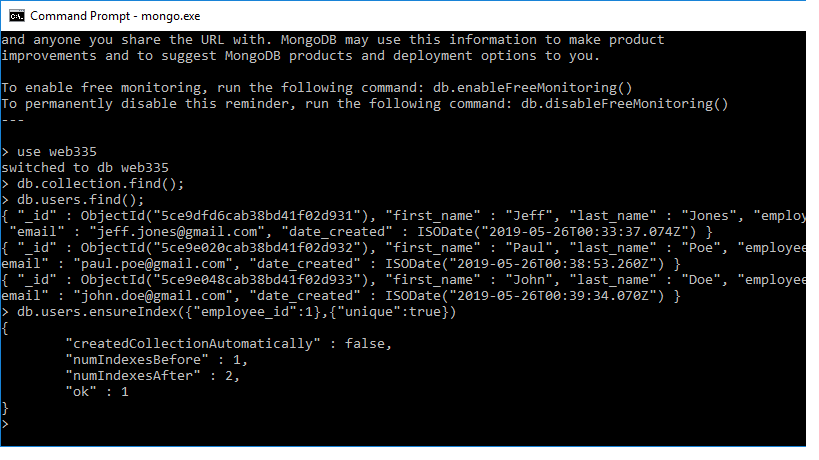 Command Prompt - mongo.exe
and anyone you share the URL with. MongoDB may use this information to make product
improvements and to suggest MongoDB products and deployment options to you.
To enable free monitoring, run the following command: db.enableFreeMonitoring()
To permanently disable this reminder, run the following command: db.disableFreeMonitoring()
---
> use web335
switched to db web335
> db.collection.find();
> db.users.find();
{ "_id" : ObjectId("5ce9dfd6cab38bd41f02d931"), "first_name" : "Jeff", "last_name" : "Jones", "employ
"email" : "jeff.jones@gmail.com", "date_created" : ISODate("2019-05-26T00:33:37.074Z") }
{ "_id" : ObjectId("5ce9e020cab38bd41f02d932"), "first_name" : "Paul", "last_name" : "Poe", "employee
email" : "paul.poe@gmail.com", "date_created" : ISODate("2019-05-26T00:38:53.260Z") }
{ "_id" : ObjectId("5ce9e048cab38bd41f02d933"), "first_name" : "John", "last_name" : "Doe", "employee
email" : "john.doe@gmail.com", "date_created" : ISODate("2019-05-26T00:39:34.070Z") }
> db.users.ensureIndex({"employee_id":1},{"unique":true})
{
"createdCollectionAutomatically" : false,
"numIndexesBefore" : 1,
"numIndexesAfter" : 2,
"ok" : 1
}
>